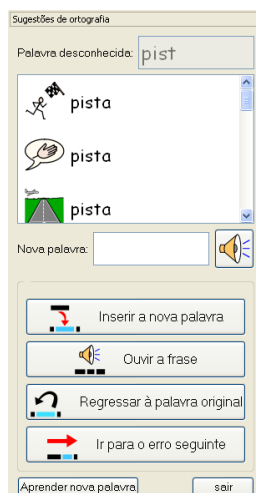 Sugestões de ortografia
Palavra desconhecida: pist
pista
pista
pista
Nova palavra:
Inserir a nova palavra
Ouvir a frase
Regressar à palavra original
Ir para o erro seguinte
Aprender nova palavra sair